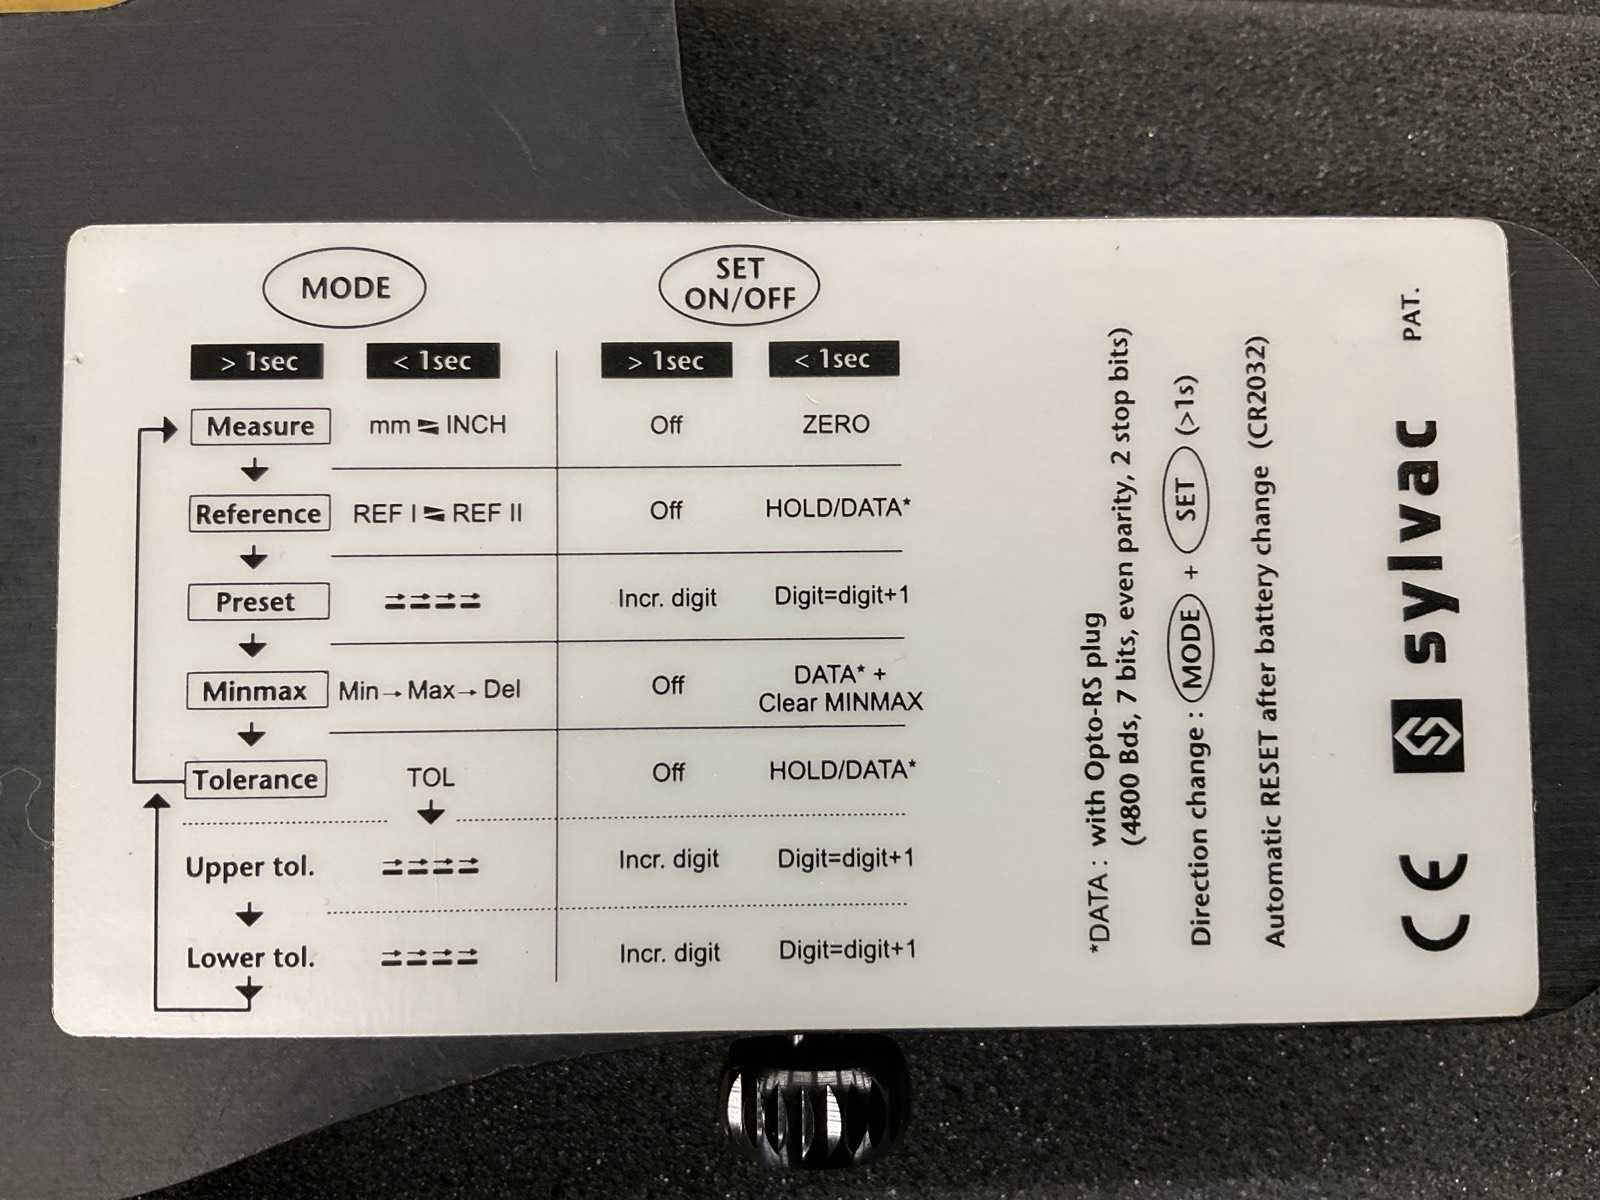 MODE
SET
ON/OFF
> 1sec < 1sec > 1sec < 1sec
Measure mm INCH Off ZERO
Reference REF I REF II Off HOLD/DATA*
Preset Incr. digit Digit=digit+1
Minmax Min→Max→Del Off DATA* +
Clear MINMAX
Tolerance TOL Off HOLD/DATA*
Upper tol. Incr. digit Digit=digit+1
Lower tol. Incr. digit Digit=digit+1
*DATA : with Opto-RS plug
(4800 Bds, 7 bits, even parity, 2 stop bits)
Direction change : MODE + SET (>1s)
Automatic RESET after battery change (CR2032)
CE S sylvac PAT.